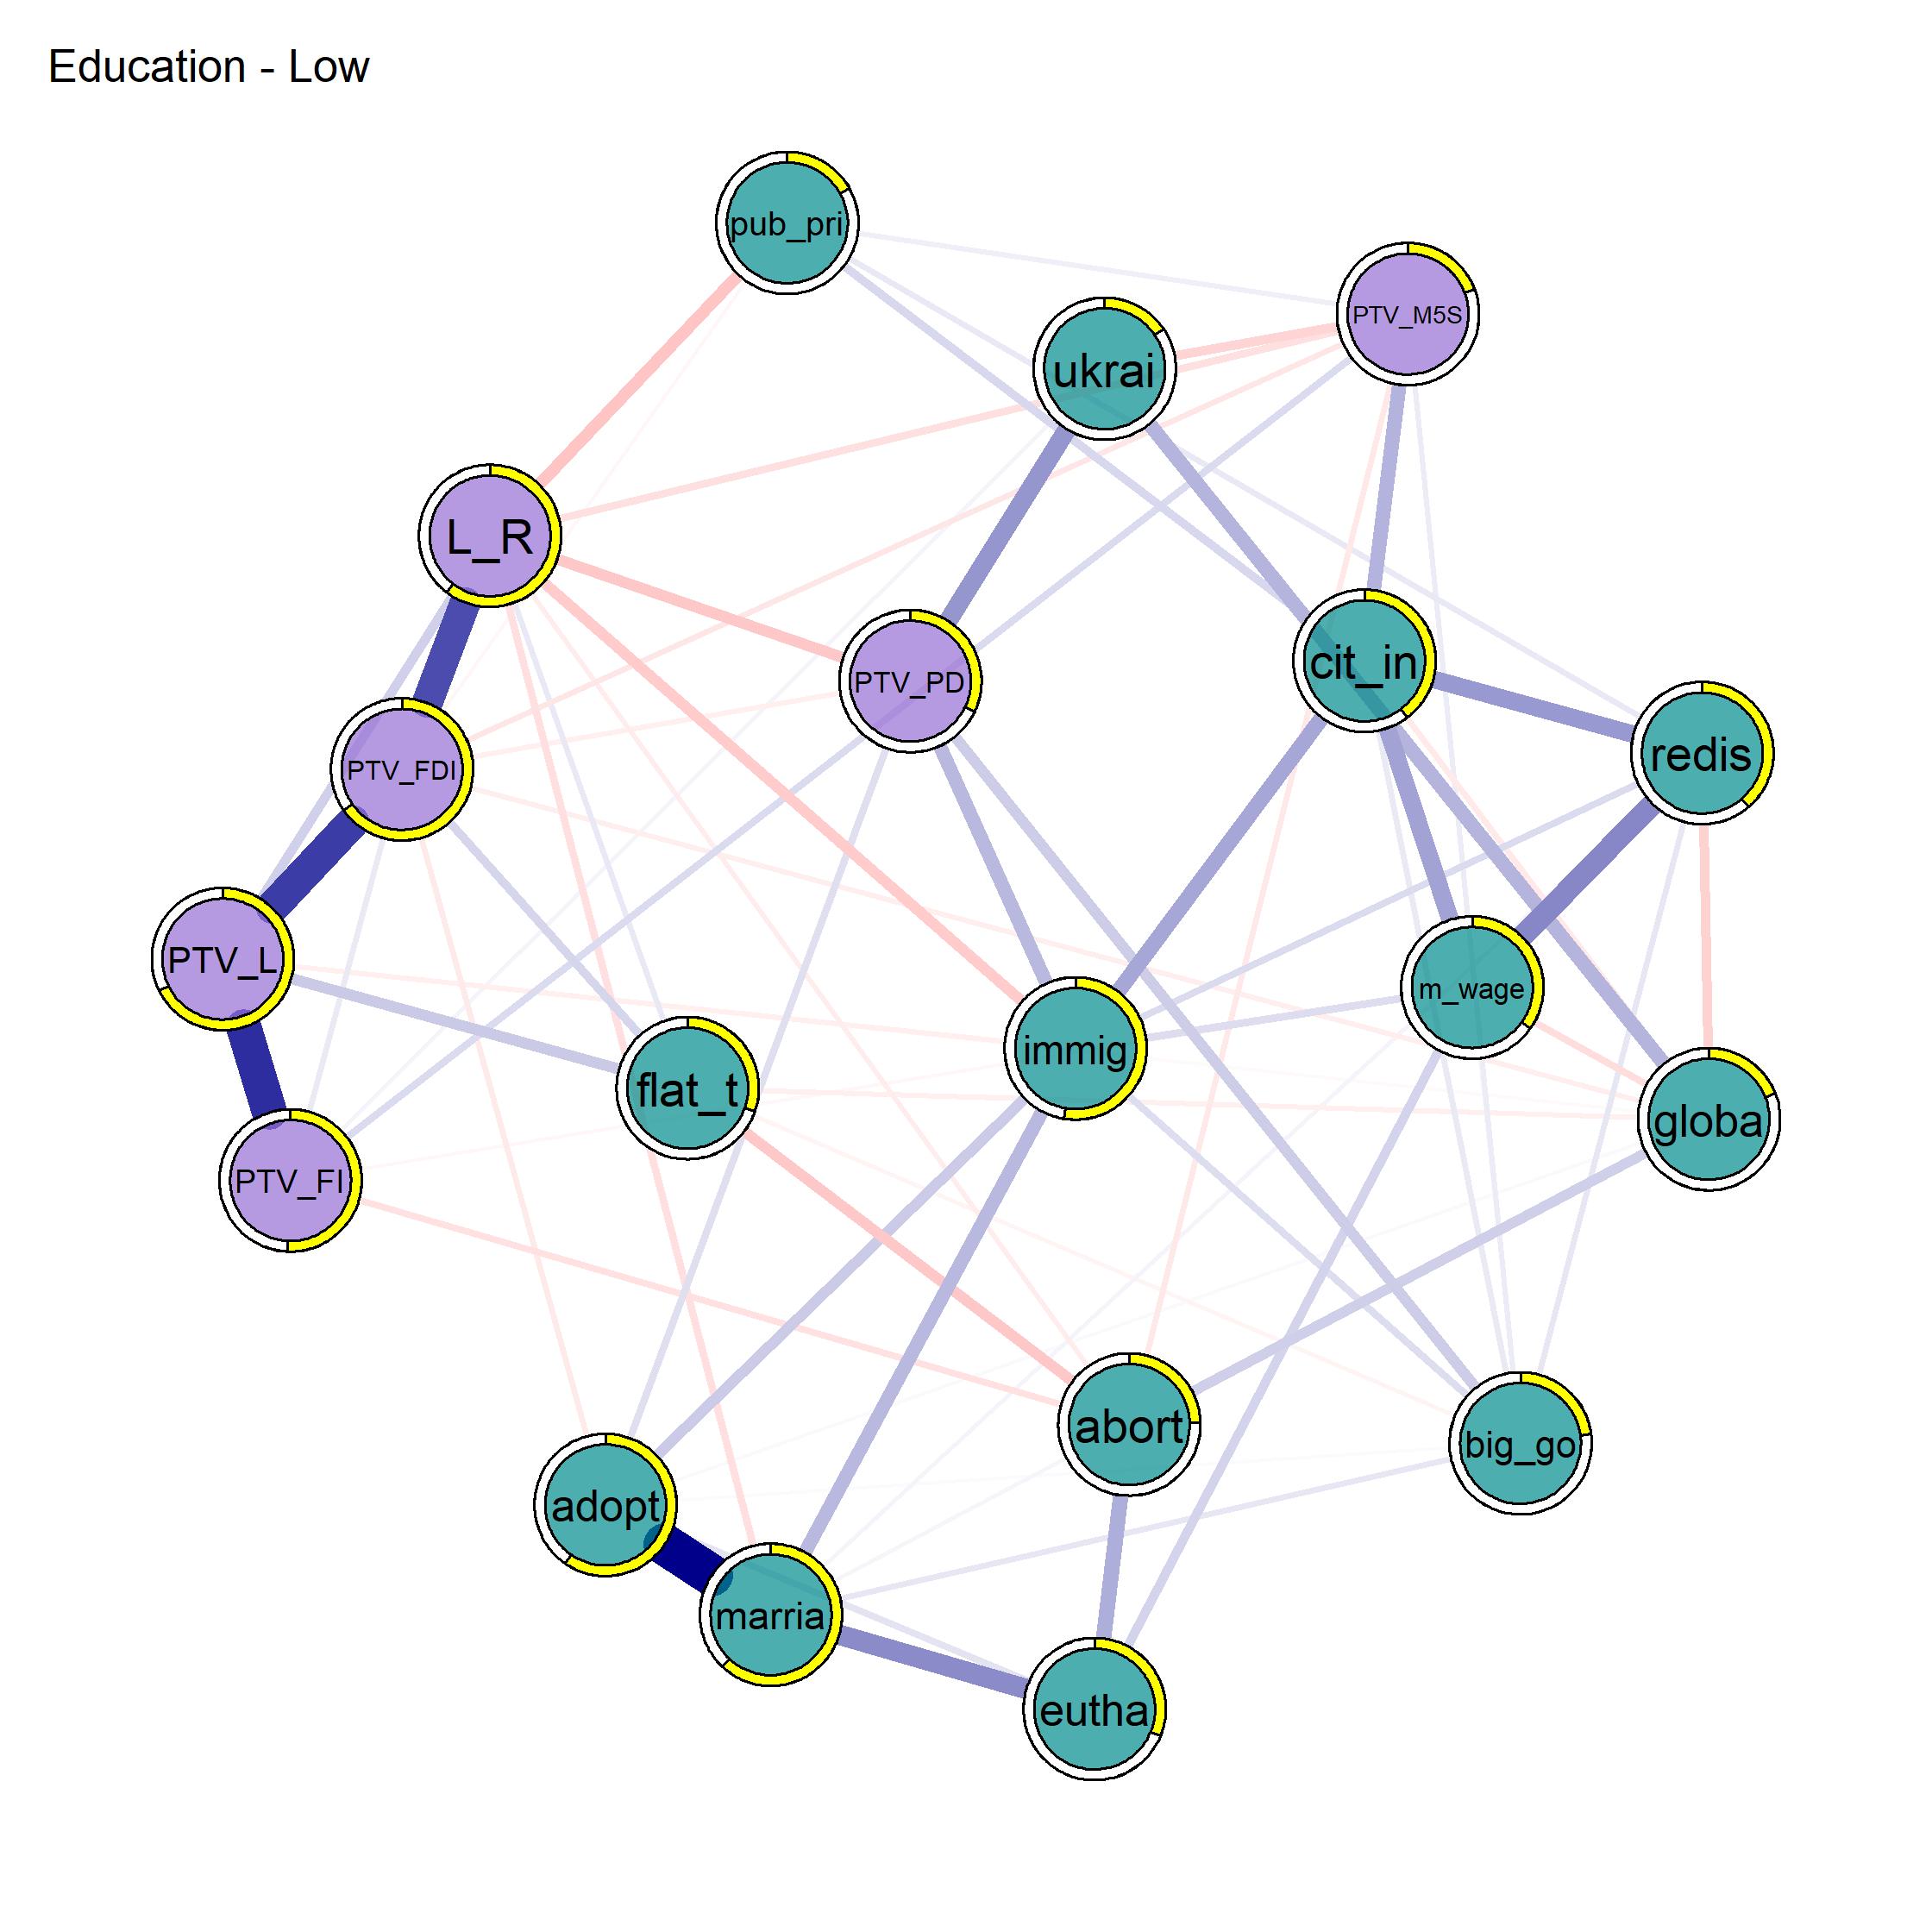 Education - Low
pub_pri
PTV_M5S
ukrai
L_R
cit_in
PTV_PD
redis
PTV_FDI
PTV_L
m_wage
immig
flat_t
globa
PTV_FI
abort
big_go
adopt
marria
eutha